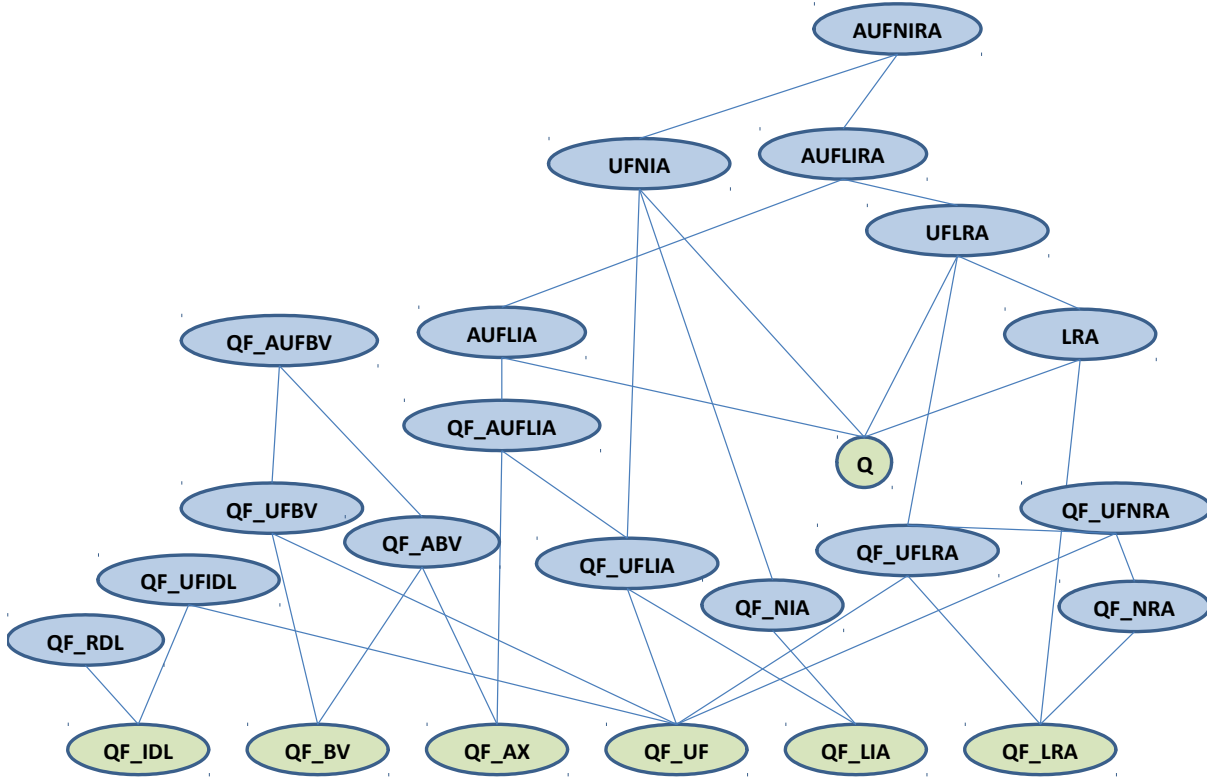 AUFNIRA
UFNIA
AUFLIRA
UFLRA
QF_AUFBV
AUFLIA
LRA
QF_AUFLIA
Q
QF_UFBV
QF_UFNRA
QF_ABV
QF_UFLIA
QF_UFLRA
QF_UFIDL
QF_NIA
QF_NRA
QF_RDL
QF_IDL
QF_BV
QF_AX
QF_UF
QF_LIA
QF_LRA